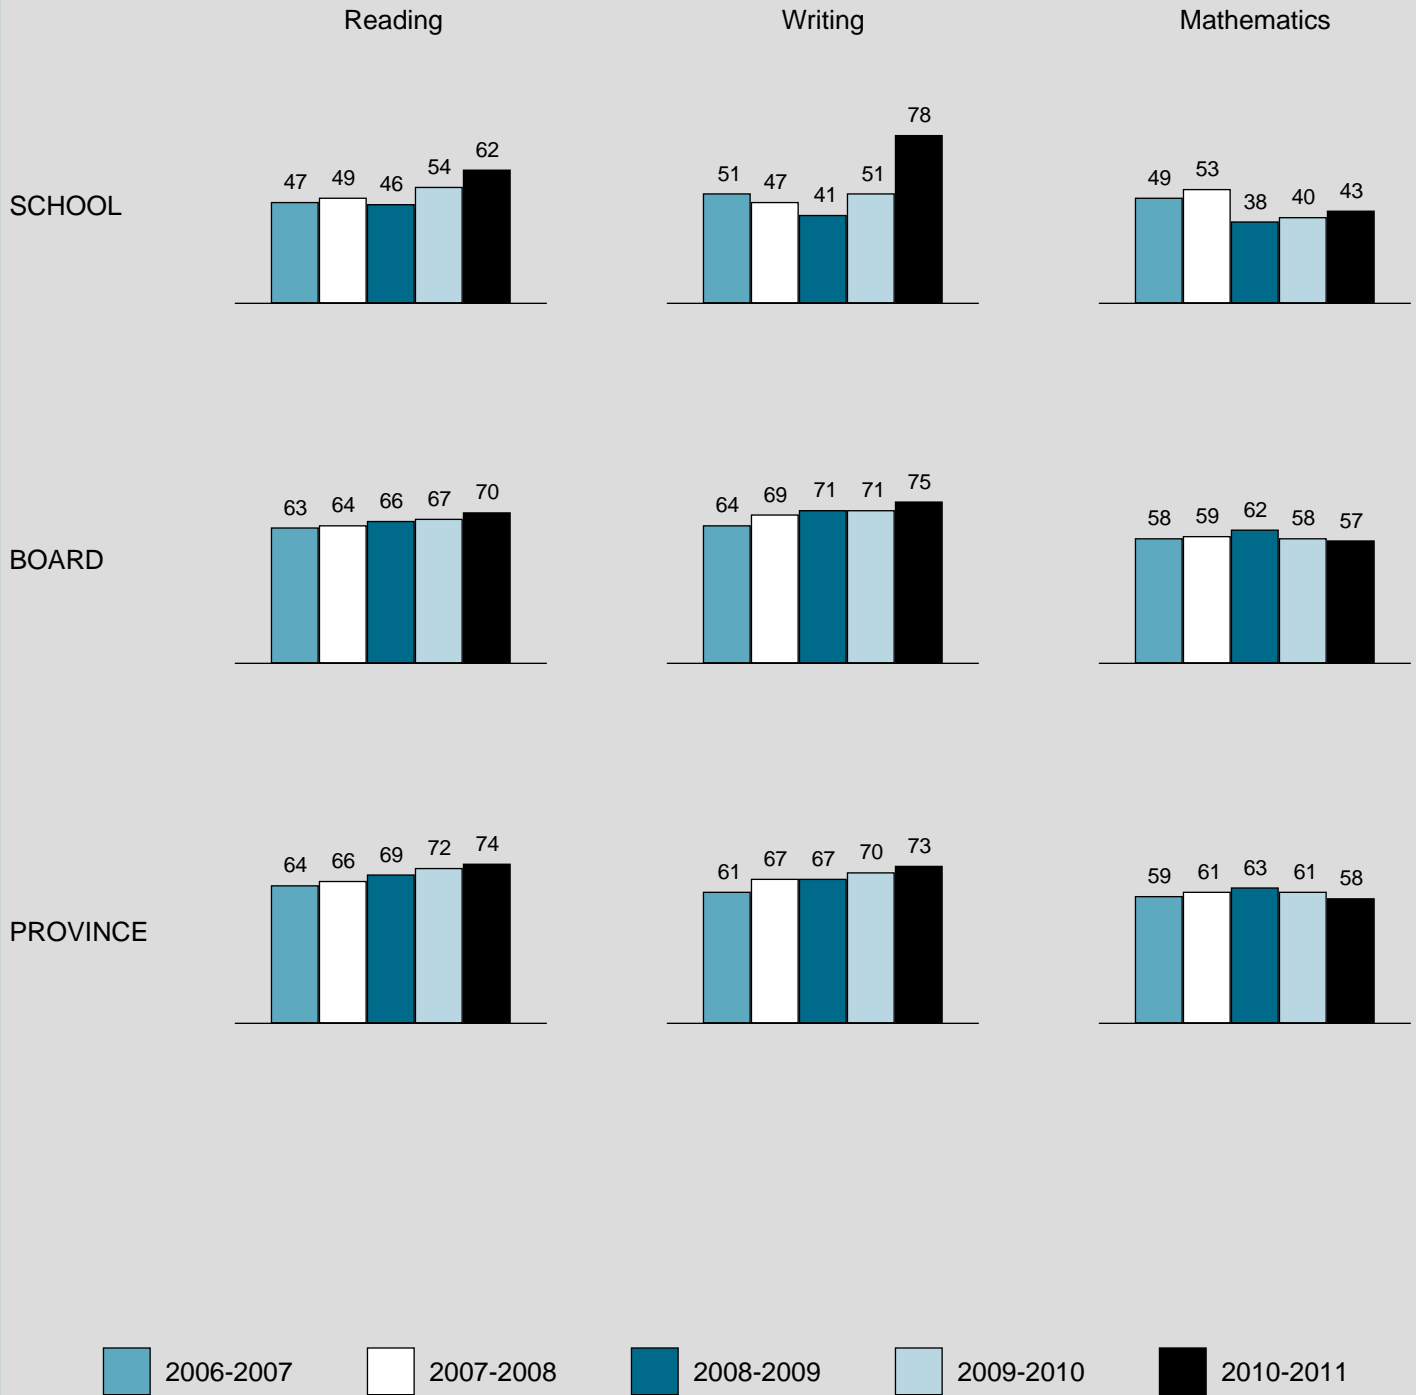 Reading Writing Mathematics
SCHOOL
47 49 46 54 62
51 47 41 51 78
49 53 38 40 43
BOARD
63 64 66 67 70
64 69 71 71 75
58 59 62 58 57
PROVINCE
64 66 69 72 74
61 67 67 70 73
59 61 63 61 58
2006-2007 2007-2008 2008-2009 2009-2010 2010-2011